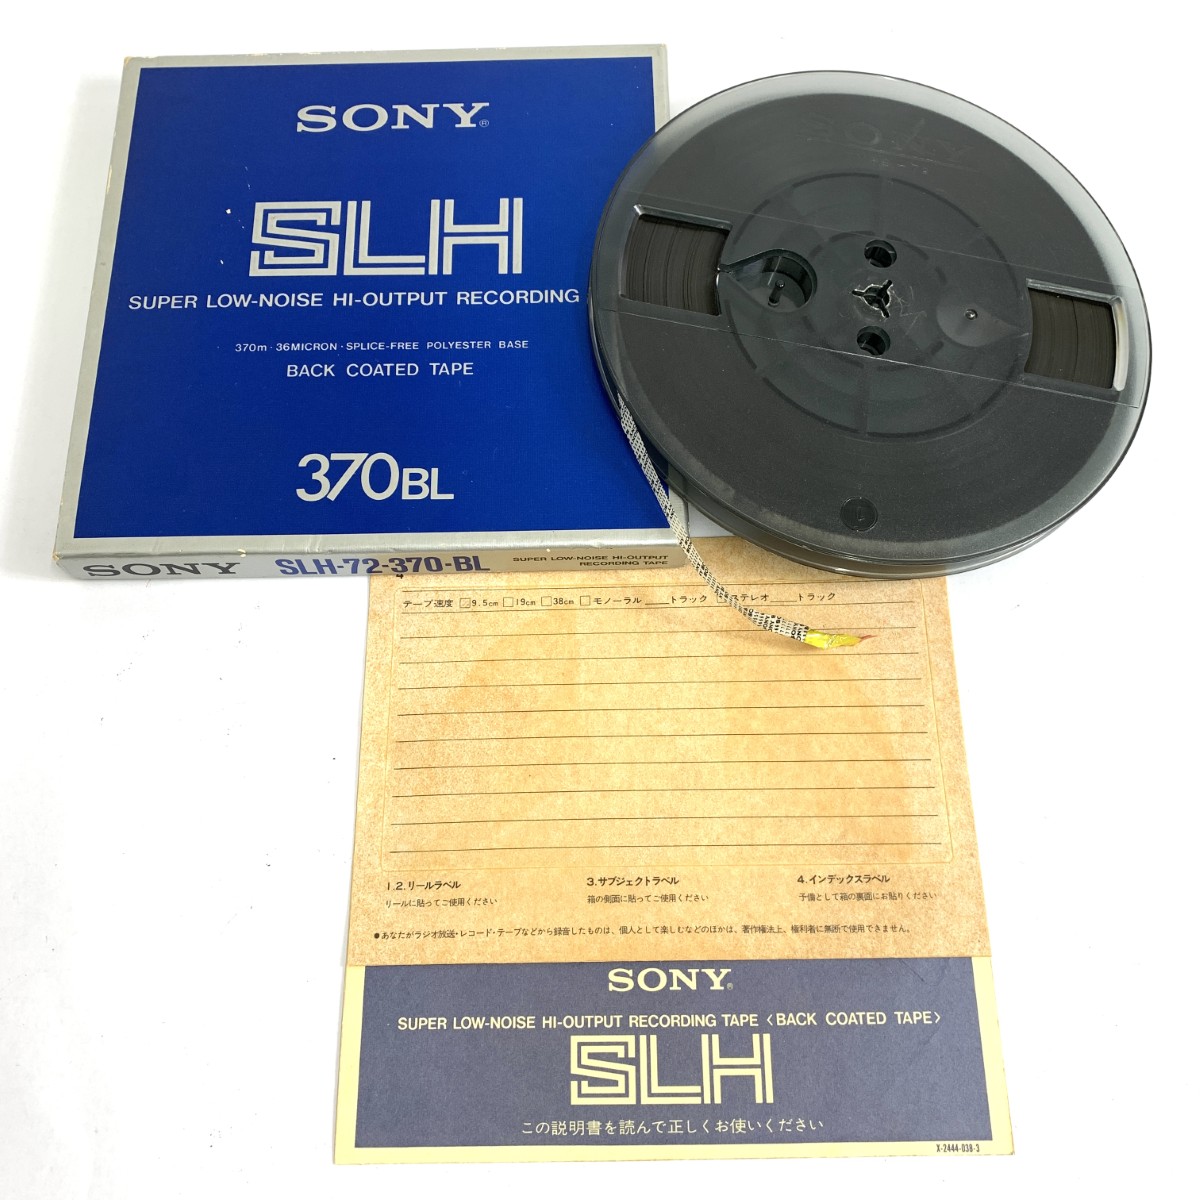 SONY®
SLH
SUPER LOW-NOISE HI-OUTPUT RECORDING
370m · 36MICRON · SPLICE-FREE POLYESTER BASE
BACK COATED TAPE
370BL
SONY SLH-72-370-BL SUPER LOW-NOISE HI-OUTPUT
RECORDING TAPE
SONY
SONY
テープ速度 9.5cm 19cm 38cm モノーラル トラック ステレオ トラック
1.2.リールラベル
リールに貼ってご使用ください
3.サブジェクトラベル
箱の側面に貼ってご使用ください
4.インデックスラベル
予備として箱の裏面にお貼りください
●あなたがラジオ放送・レコード・テープなどから録音したものは、個人として楽しむなどのほかは、著作権法上、権利者に無断で使用できません。
SONY®
SUPER LOW-NOISE HI-OUTPUT RECORDING TAPE〈BACK COATED TAPE〉
SLH
この説明書を読んで正しくお使いください
X-2444-038-3